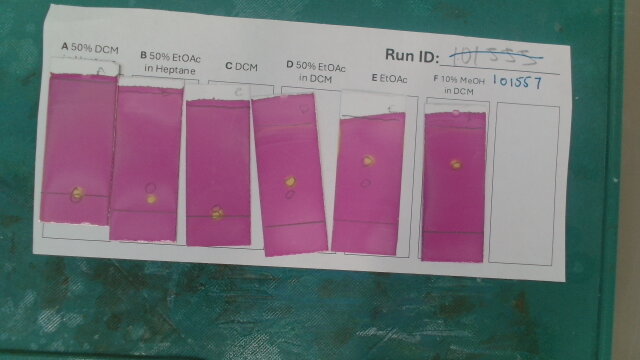 Run ID: 101555
101557
A 50% DCM
B 50% EtOAc
in Heptane
C DCM
D 50% EtOAc
in DCM
E EtOAc
F 10% MeOH
in DCM
C
C